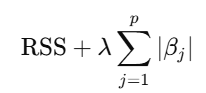 RSS + λ ∑_{j=1}^{p} |β_j|